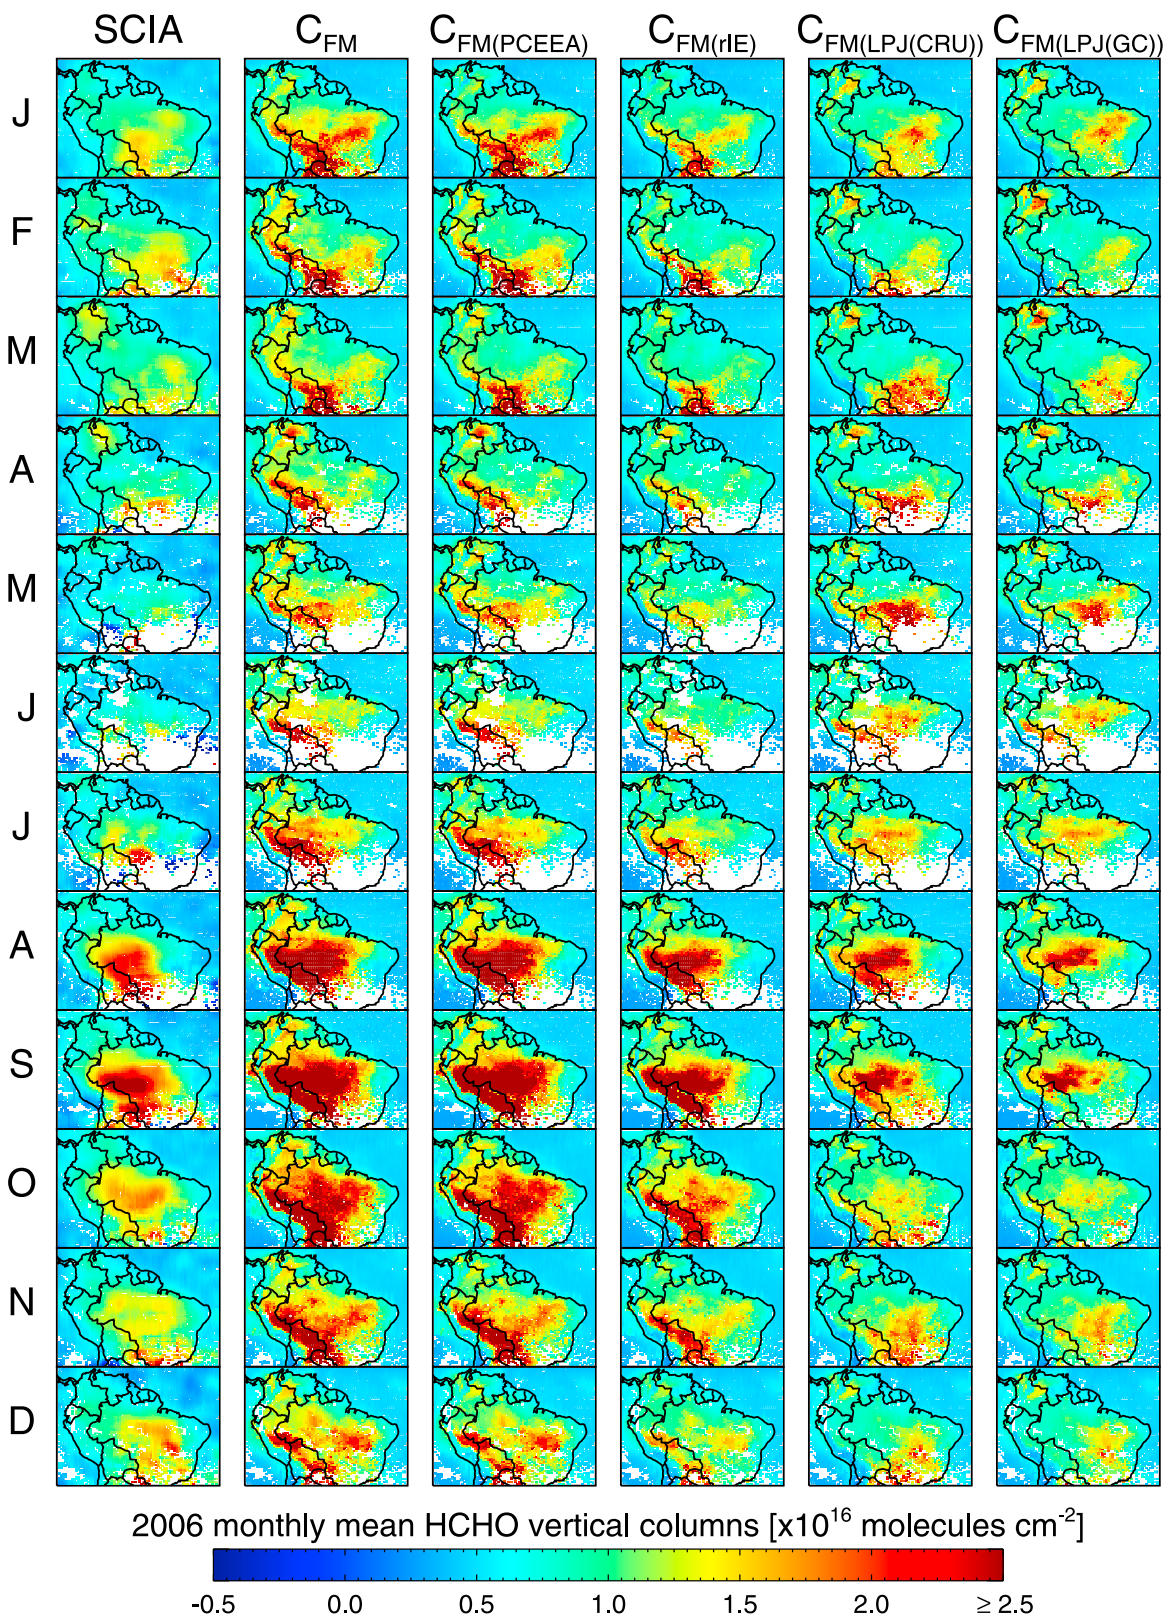 SCIA C_FM C_FM(PCEEA) C_FM(rIE) C_FM(LPJ(CRU)) C_FM(LPJ(GC))
J
F
M
A
M
J
J
A
S
O
N
D
2006 monthly mean HCHO vertical columns [x10^16 molecules cm^-2]
-0.5 0.0 0.5 1.0 1.5 2.0 ≥ 2.5